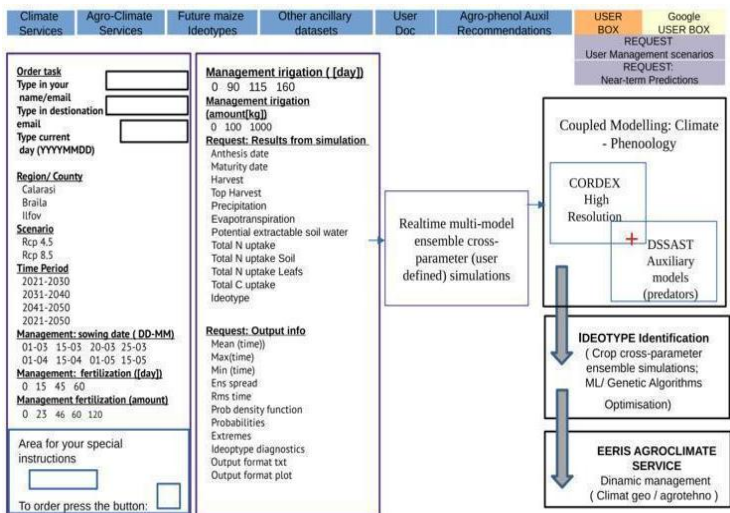 Climate Services
Agro-Climate Services
Future maize Ideotypes
Other ancillary datasets
User Doc
Agro-phenol Auxil Recommendations
USER BOX
Google USER BOX
REQUEST
User Management scenarios
REQUEST:
Near-term Predictions
Order task
Type in your
name/email
Type in destionation
email
Type current
day (YYYYMMDD)
Region/ County
Calarasi
Braila
Ilfov
Scenario
Rcp 4.5
Rcp 8.5
Time Period
2021-2030
2031-2040
2041-2050
2021-2050
Management: sowing date ( DD-MM)
01-03 15-03 20-03 25-03
01-04 15-04 01-05 15-05
Management: fertilization ([day])
0 15 45 60
Management fertilization (amount)
0 23 46 60 120
Area for your special
instructions
To order press the button:
Management irigation ( [day])
0 90 115 160
Management irigation
(amount[kg])
0 100 1000
Request: Results from simulation
Anthesis date
Maturity date
Harvest
Top Harvest
Precipitation
Evapotranspiration
Potential extractable soil water
Total N uptake
Total N uptake Soil
Total N uptake Leafs
Total C uptake
Ideotype
Request: Output info
Mean (time))
Max(time)
Min (time)
Ens spread
Rms time
Prob density function
Probabilities
Extremes
Ideoptype diagnostics
Output format txt
Output format plot
Realtime multi-model
ensemble cross-
parameter (user
defined) simulations
Coupled Modelling: Climate
- Phenoology
CORDEX
High
Resolution
+
DSSAST
Auxiliary
models
(predators)
IDEOTYPE Identification
( Crop cross-parameter
ensemble simulations;
ML/ Genetic Algorithms
Optimisation)
EERIS AGROCLIMATE
SERVICE
Dinamic management
( Climat geo / agrotehno )